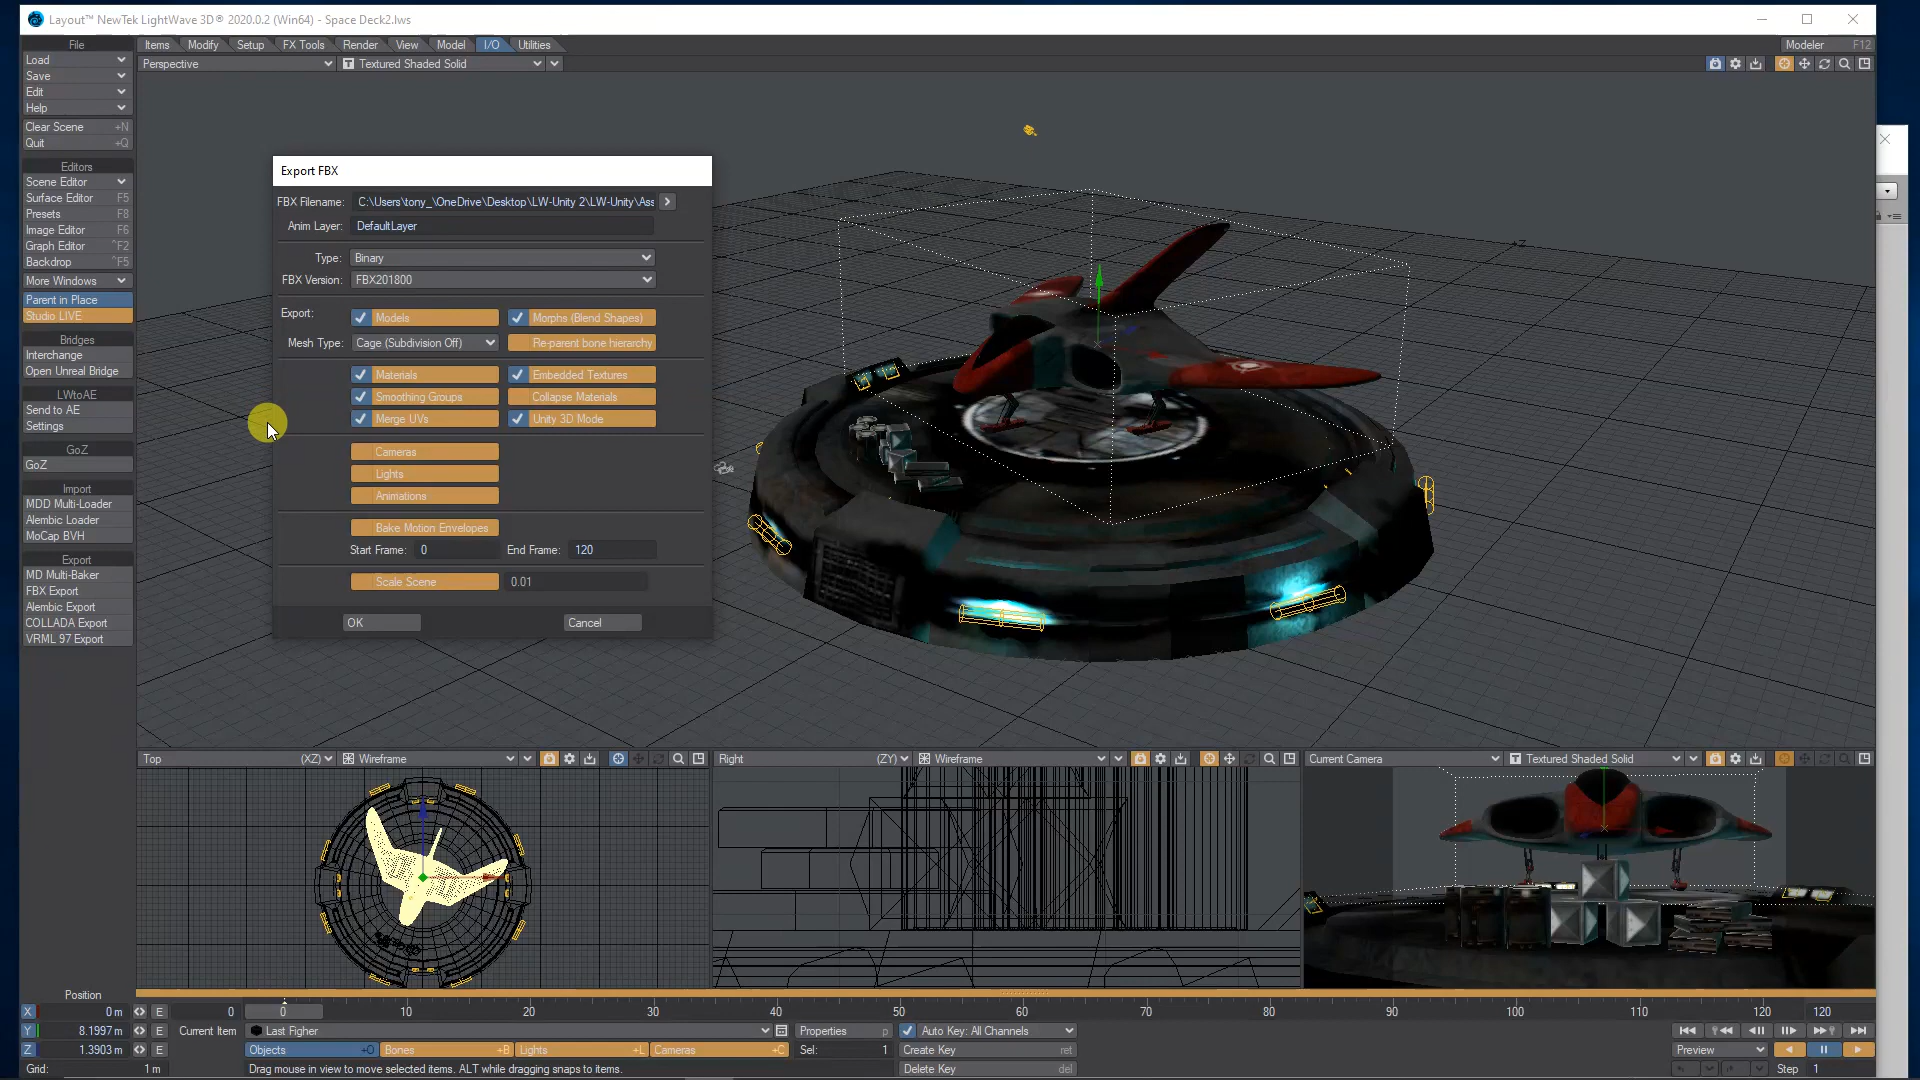 Layout™ NewTek LightWave 3D® 2020.0.2 (Win64) - Space Deck2.lws
File
Items Modify Setup FX Tools Render View Model I/O Utilities
Modeler F12
Load
Save
Edit
Help
Clear Scene +N
Quit +Q
Editors
Scene Editor
Surface Editor F5
Presets F8
Image Editor F6
Graph Editor ^F2
Backdrop ^F5
More Windows
Parent in Place
Studio LIVE
Bridges
Interchange
Open Unreal Bridge
LWtoAE
Send to AE
Settings
GoZ
GoZ
Import
MDD Multi-Loader
Alembic Loader
MoCap BVH
Export
MD Multi-Baker
FBX Export
Alembic Export
COLLADA Export
VRML 97 Export
Perspective T Textured Shaded Solid
+Z
Export FBX
FBX Filename: C:\Users\tony_\OneDrive\Desktop\LW-Unity 2\LW-Unity\Ass
Anim Layer: DefaultLayer
Type: Binary
FBX Version: FBX201800
Export: Models Morphs (Blend Shapes)
Mesh Type: Cage (Subdivision Off) Re-parent bone hierarchy
Materials Embedded Textures
Smoothing Groups Collapse Materials
Merge UVs Unity 3D Mode
Cameras
Lights
Animations
Bake Motion Envelopes
Start Frame: 0 End Frame: 120
Scale Scene 0.01
OK Cancel
Top (XZ) Wireframe
Right (ZY) Wireframe
Current Camera T Textured Shaded Solid
Position
X 0 m E
Y 8.1997 m E
Z 1.3903 m E
Grid: 1 m
0 0 10 20 30 40 50 60 70 80 90 100 110 120 120
Current Item Last Figher Properties p Auto Key: All Channels
Objects +O Bones +B Lights +L Cameras +C Sel: 1 Create Key ret
Preview
Drag mouse in view to move selected items. ALT while dragging snaps to items.
Delete Key del
Step 1